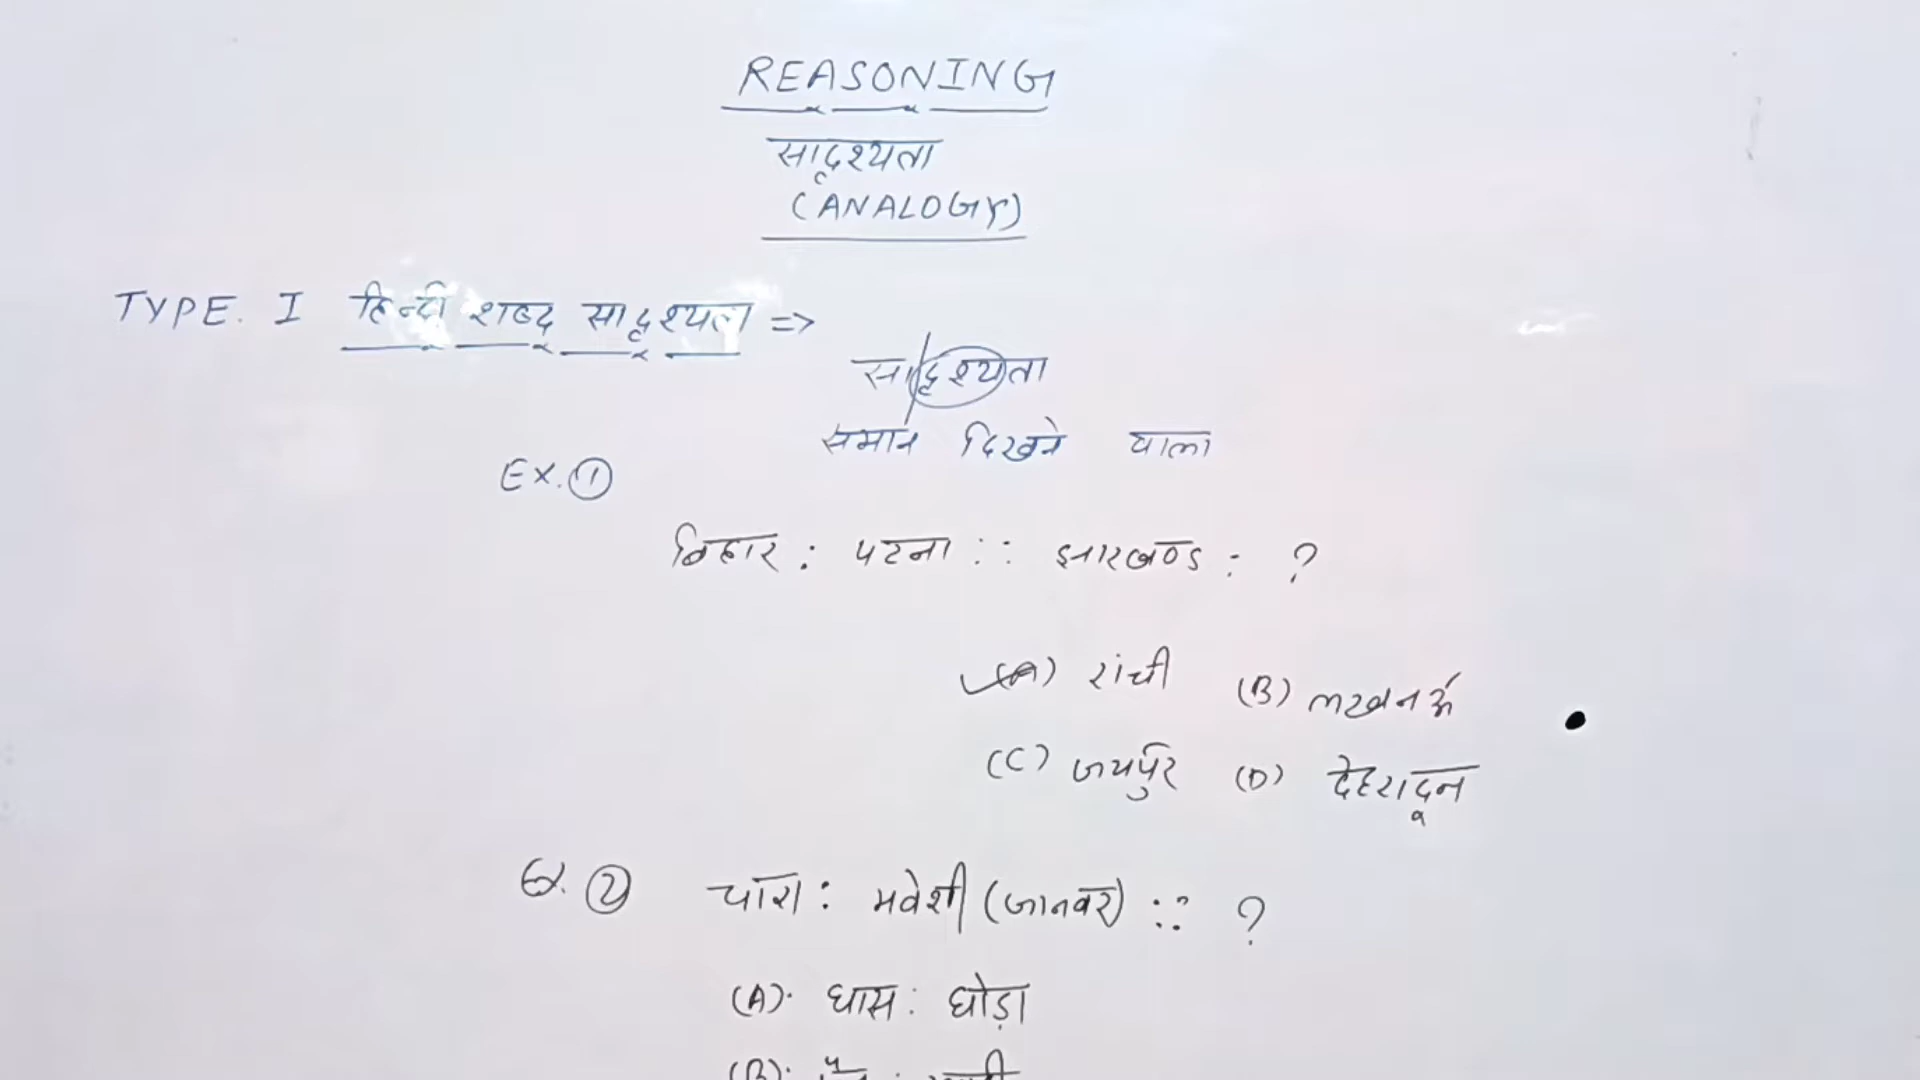 REASONING
सादृश्यता
(ANALOGY)
TYPE. I हिन्दी शब्द सादृश्यता =>
सादृश्यता
समान दिखने वाला
Ex. ①
बिहार : पटना :: झारखण्ड : ?
(A) रांची (B) लखनऊ
(C) जयपुर (D) देहरादून
Ex. ② चारा : मवेशी (जानवर) :: ?
(A). घास : घोड़ा
(B).